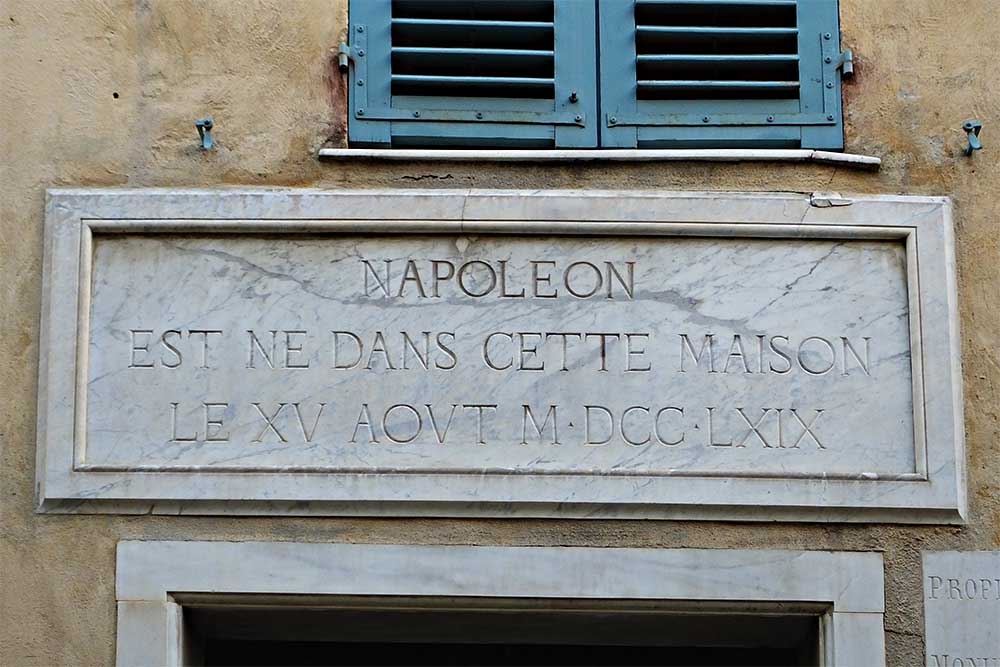 NAPOLEON
EST NE DANS CETTE MAISON
LE XV AOVT M·DCC·LXIX